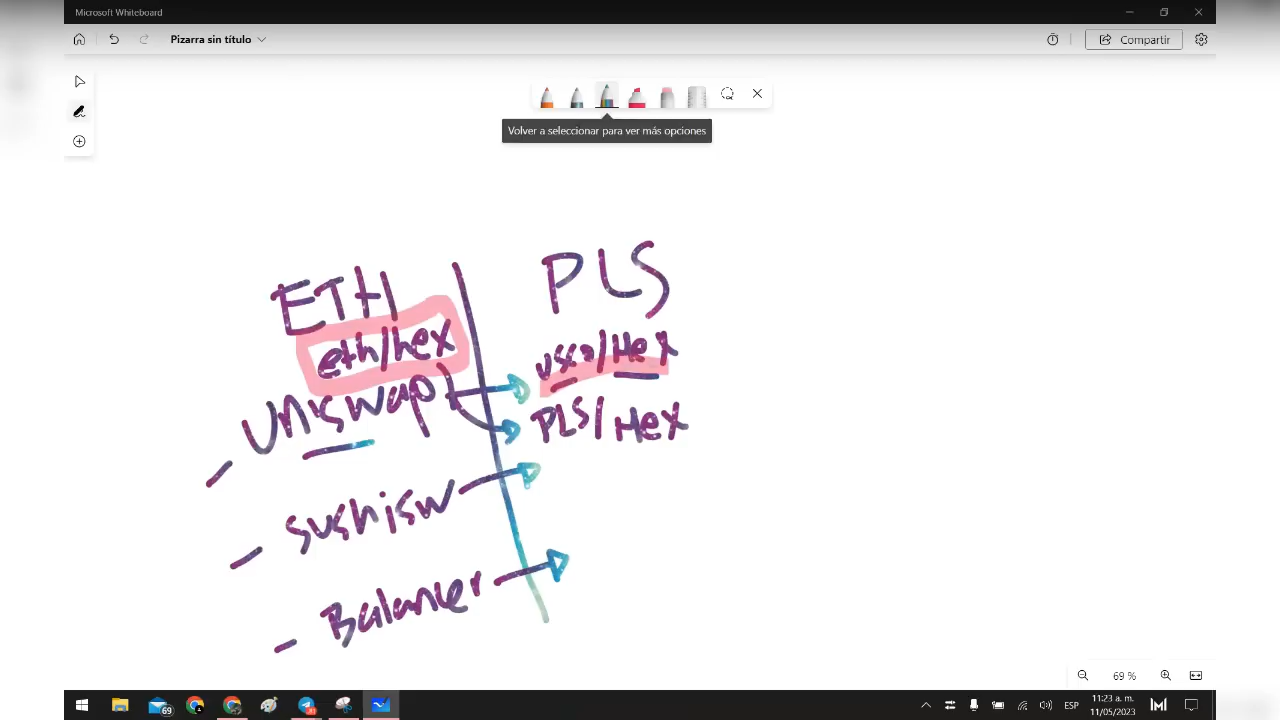 Microsoft Whiteboard
Pizarra sin título
Compartir
Volver a seleccionar para ver más opciones
ETH
eth/hex
Uniswap
- sushisw
- Balancer
PLS
/Hex
PLS/Hex
69 %
69
ESP
11:23 a. m.
11/05/2023